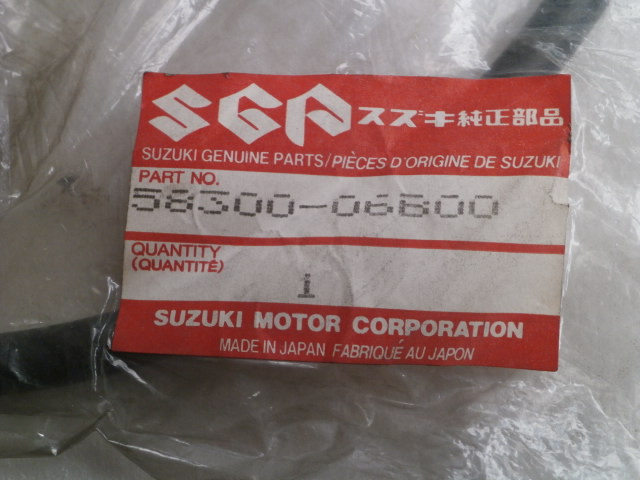 SGP スズキ純正部品
SUZUKI GENUINE PARTS/PIÈCES D'ORIGINE DE SUZUKI
PART NO.
58300-06B00
QUANTITY
(QUANTITÉ)
1
SUZUKI MOTOR CORPORATION
MADE IN JAPAN FABRIQUÉ AU JAPON